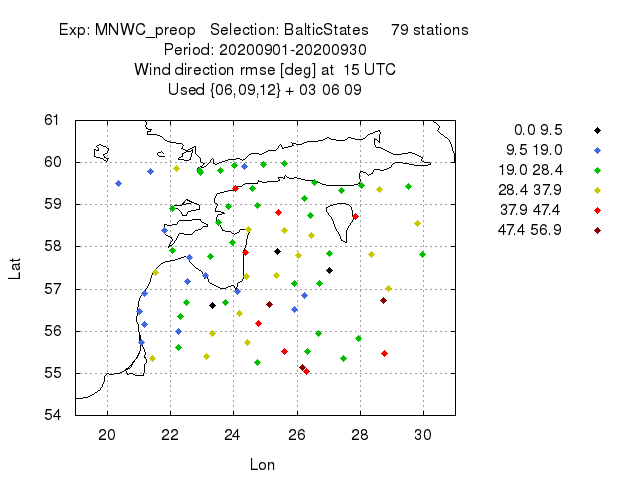 Exp: MNWC_preop   Selection: BalticStates     79 stations
Period: 20200901-20200930
Wind direction rmse [deg] at  15 UTC
Used {06,09,12} + 03 06 09
0.0 9.5
9.5 19.0
19.0 28.4
28.4 37.9
37.9 47.4
47.4 56.9
61
60
59
58
57
56
55
54
Lat
20 22 24 26 28 30
Lon